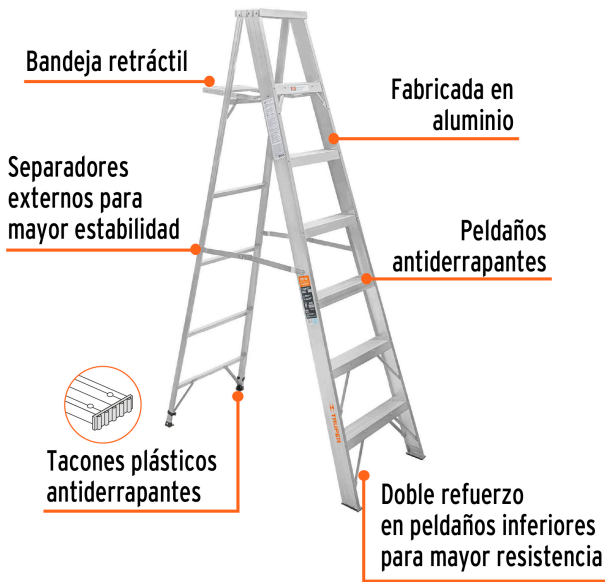 Bandeja retráctil
Fabricada en
aluminio
Separadores
externos para
mayor estabilidad
Peldaños
antiderrapantes
TRUPER
Tacones plásticos
antiderrapantes
Doble refuerzo
en peldaños inferiores
para mayor resistencia